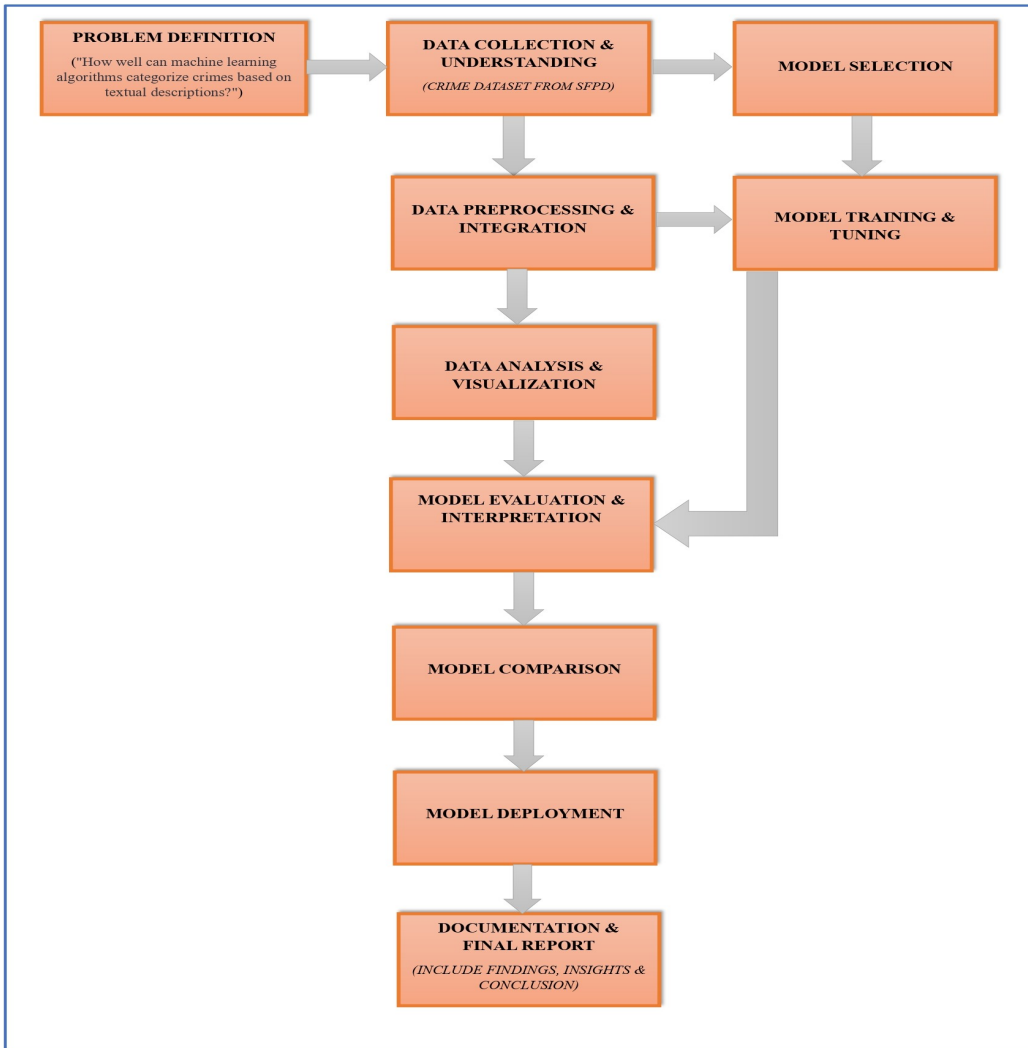 PROBLEM DEFINITION
("How well can machine learning
algorithms categorize crimes based on
textual descriptions?")
DATA COLLECTION &
UNDERSTANDING
(CRIME DATASET FROM SFPD)
MODEL SELECTION
DATA PREPROCESSING &
INTEGRATION
MODEL TRAINING &
TUNING
DATA ANALYSIS &
VISUALIZATION
MODEL EVALUATION &
INTERPRETATION
MODEL COMPARISON
MODEL DEPLOYMENT
DOCUMENTATION &
FINAL REPORT
(INCLUDE FINDINGS, INSIGHTS &
CONCLUSION)